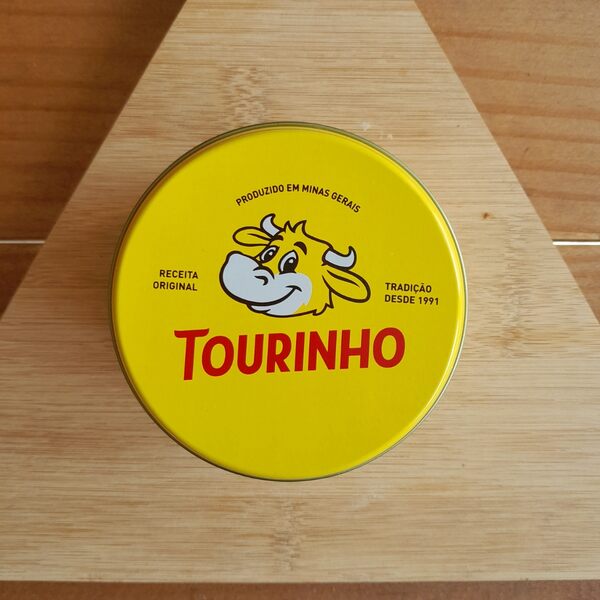 PRODUZIDO EM MINAS GERAIS
RECEITA
ORIGINAL
TRADIÇÃO
DESDE 1991
TOURINHO